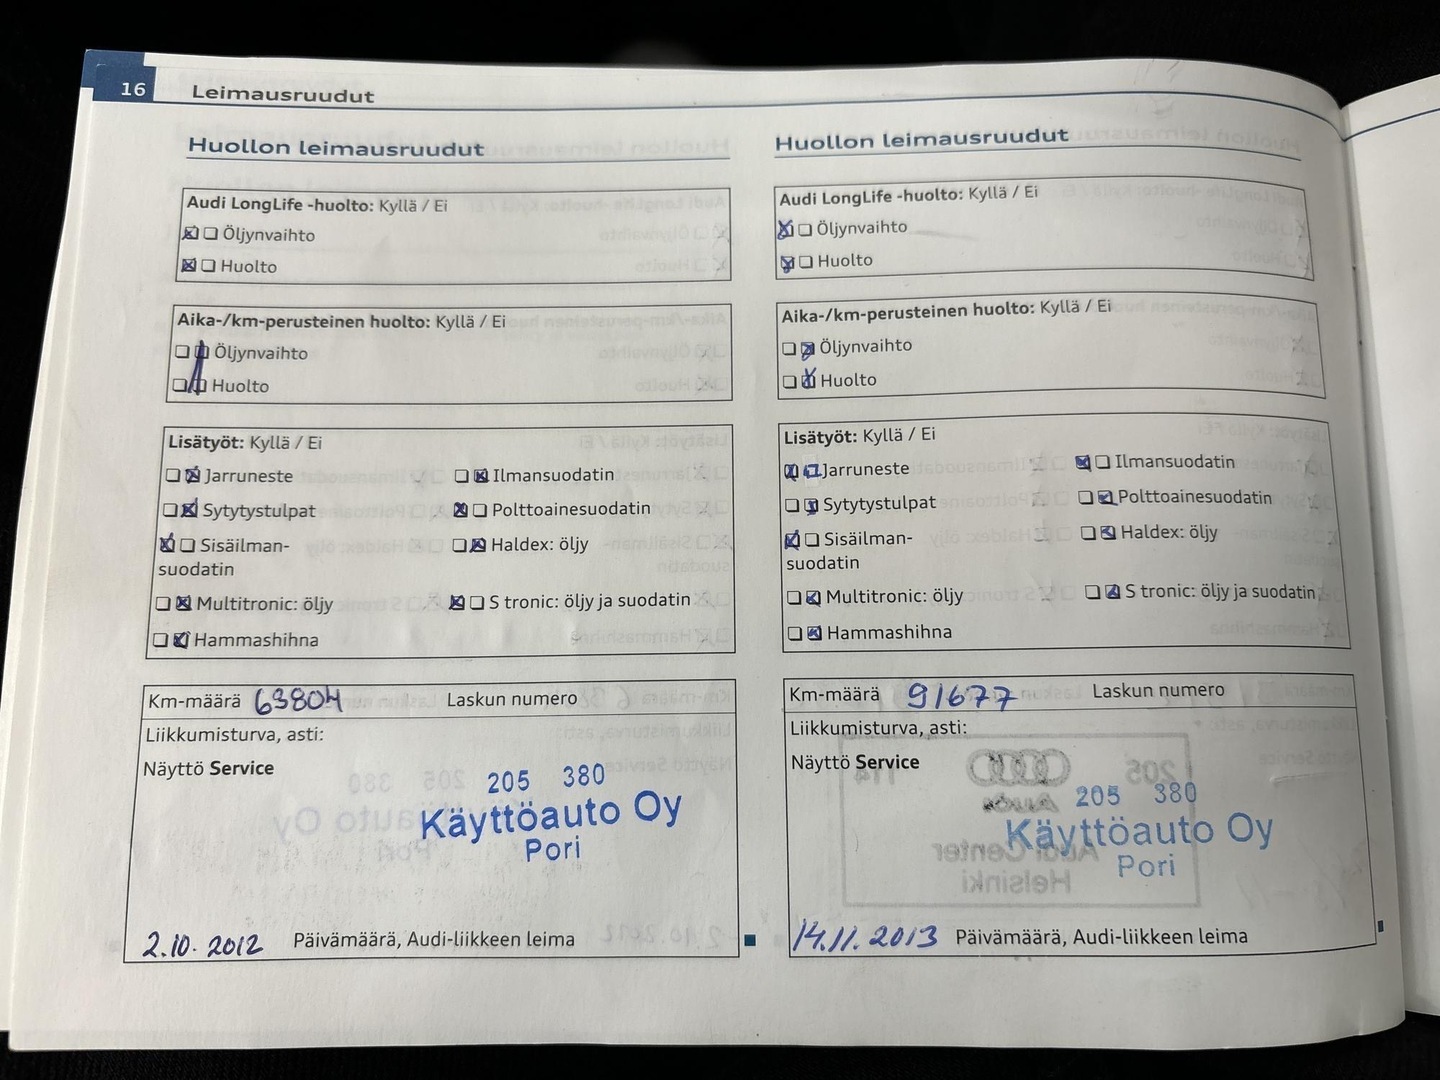 16 Leimausruudut
Huollon leimausruudut
Audi LongLife -huolto: Kyllä / Ei
Öljynvaihto
Huolto
Aika-/km-perusteinen huolto: Kyllä / Ei
Öljynvaihto
Huolto
Lisätyöt: Kyllä / Ei
Jarruneste Ilmansuodatin
Sytytystulpat Polttoainesuodatin
Sisäilman- Haldex: öljy
suodatin
Multitronic: öljy S tronic: öljy ja suodatin
Hammashihna
Km-määrä 63804 Laskun numero
Liikkumisturva, asti:
Näyttö Service
205 380
Käyttöauto Oy
Pori
2.10.2012 Päivämäärä, Audi-liikkeen leima
Huollon leimausruudut
Audi LongLife -huolto: Kyllä / Ei
Öljynvaihto
Huolto
Aika-/km-perusteinen huolto: Kyllä / Ei
Öljynvaihto
Huolto
Lisätyöt: Kyllä / Ei
Jarruneste Ilmansuodatin
Sytytystulpat Polttoainesuodatin
Sisäilman- Haldex: öljy
suodatin
Multitronic: öljy S tronic: öljy ja suodatin
Hammashihna
Km-määrä 91677 Laskun numero
Liikkumisturva, asti:
Näyttö Service
205 380
Käyttöauto Oy
Pori
14.11.2013 Päivämäärä, Audi-liikkeen leima